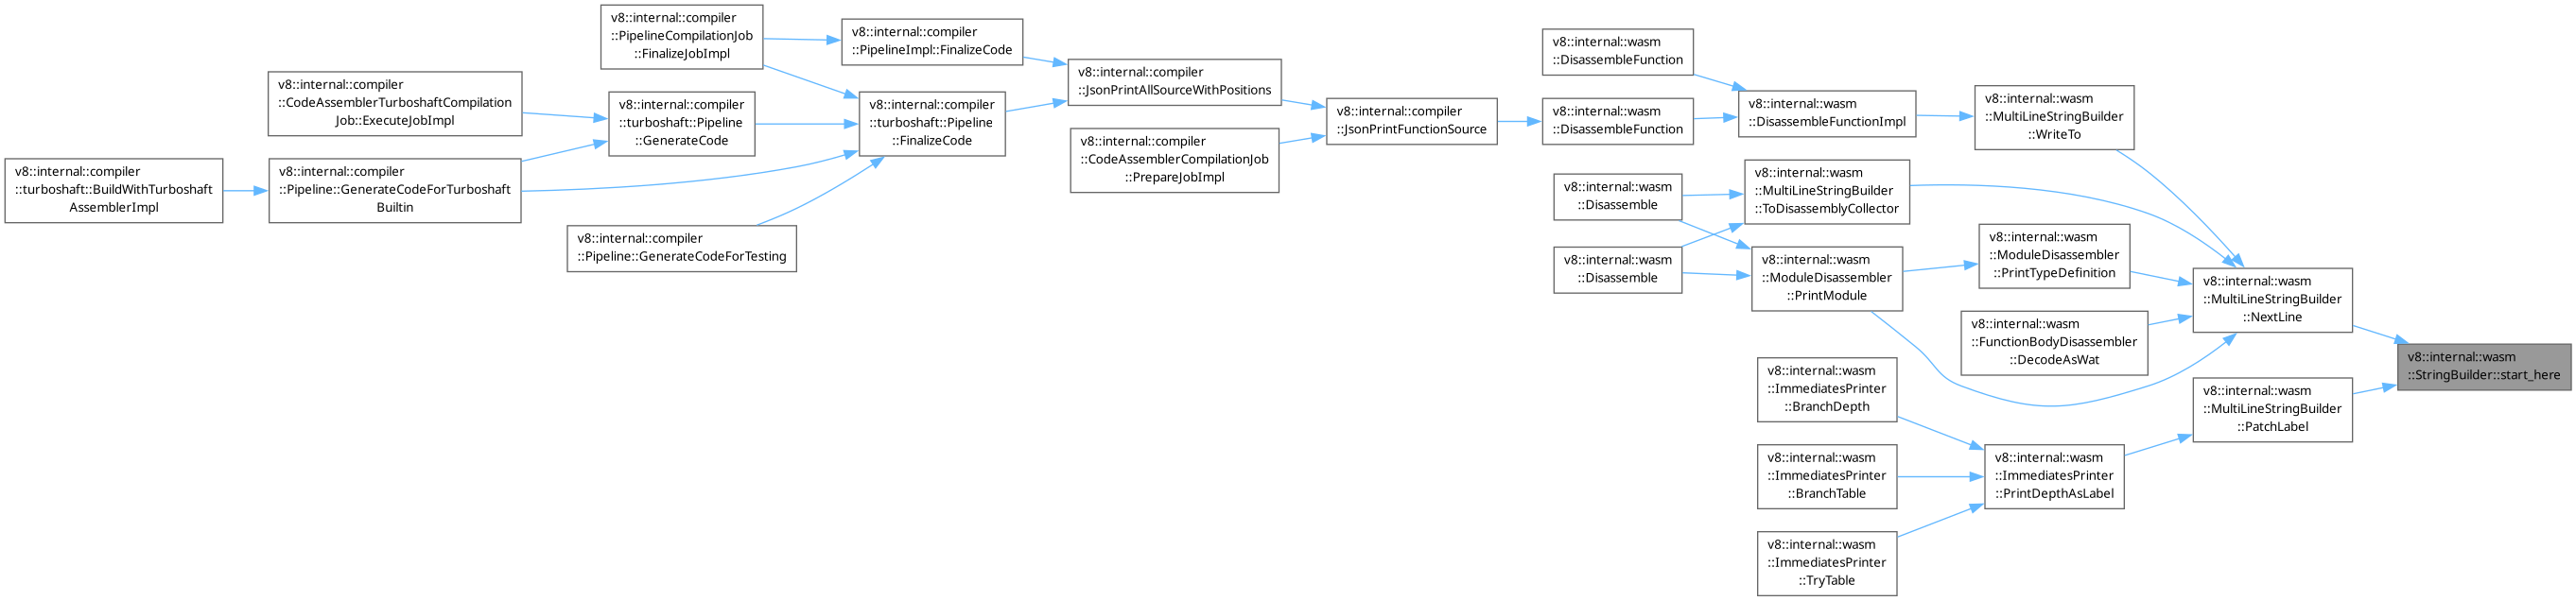 v8::internal::compiler
::turboshaft::BuildWithTurboshaft
AssemblerImpl
v8::internal::compiler
::CodeAssemblerTurboshaftCompilation
Job::ExecuteJobImpl
v8::internal::compiler
::Pipeline::GenerateCodeForTurboshaft
Builtin
v8::internal::compiler
::PipelineCompilationJob
::FinalizeJobImpl
v8::internal::compiler
::turboshaft::Pipeline
::GenerateCode
v8::internal::compiler
::Pipeline::GenerateCodeForTesting
v8::internal::compiler
::PipelineImpl::FinalizeCode
v8::internal::compiler
::turboshaft::Pipeline
::FinalizeCode
v8::internal::compiler
::JsonPrintAllSourceWithPositions
v8::internal::compiler
::CodeAssemblerCompilationJob
::PrepareJobImpl
v8::internal::compiler
::JsonPrintFunctionSource
v8::internal::wasm
::DisassembleFunction
v8::internal::wasm
::DisassembleFunction
v8::internal::wasm
::Disassemble
v8::internal::wasm
::Disassemble
v8::internal::wasm
::DisassembleFunctionImpl
v8::internal::wasm
::MultiLineStringBuilder
::ToDisassemblyCollector
v8::internal::wasm
::ModuleDisassembler
::PrintModule
v8::internal::wasm
::ImmediatesPrinter
::BranchDepth
v8::internal::wasm
::ImmediatesPrinter
::BranchTable
v8::internal::wasm
::ImmediatesPrinter
::TryTable
v8::internal::wasm
::MultiLineStringBuilder
::WriteTo
v8::internal::wasm
::ModuleDisassembler
::PrintTypeDefinition
v8::internal::wasm
::FunctionBodyDisassembler
::DecodeAsWat
v8::internal::wasm
::ImmediatesPrinter
::PrintDepthAsLabel
v8::internal::wasm
::MultiLineStringBuilder
::NextLine
v8::internal::wasm
::MultiLineStringBuilder
::PatchLabel
v8::internal::wasm
::StringBuilder::start_here